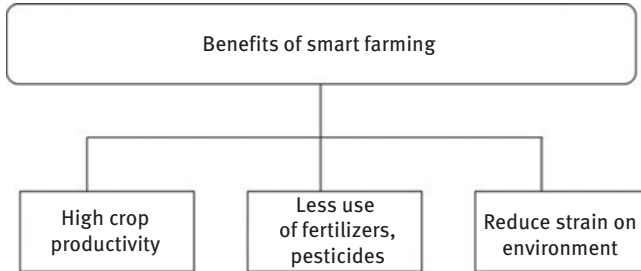 Benefits of smart farming
High crop
productivity
Less use
of fertilizers,
pesticides
Reduce strain on
environment